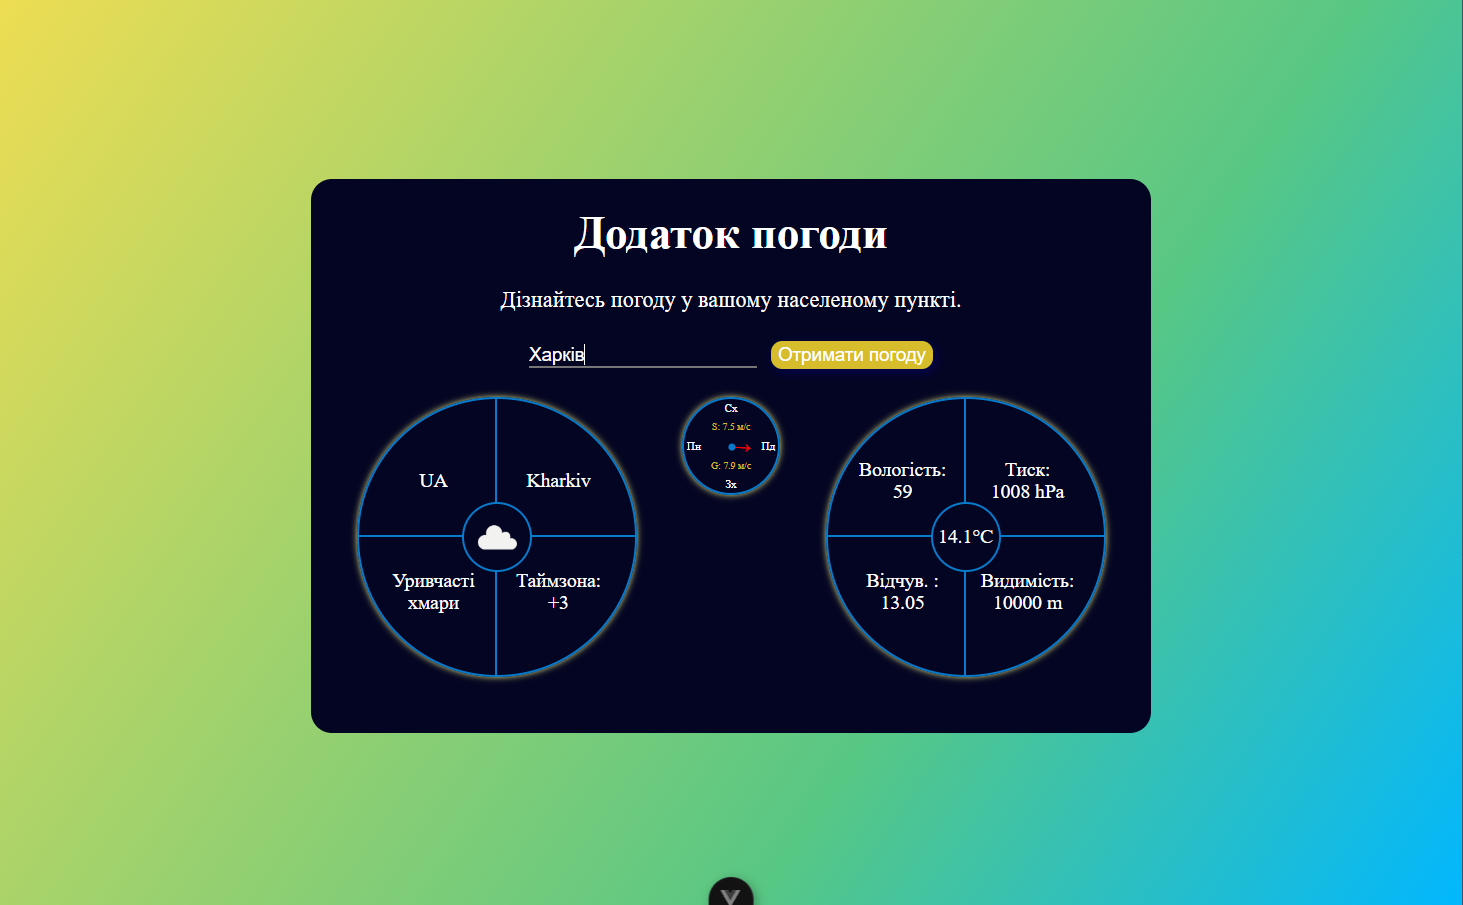 Додаток погоди
Дізнайтесь погоду у вашому населеному пункті.
Харків
Отримати погоду
UA
Kharkiv
Уривчасті
хмари
Таймзона:
+3
Сх
S: 7.5 м/с
Пн
Пд
G: 7.9 м/с
Зх
Вологість:
59
Тиск:
1008 hPa
14.1°C
Відчув. :
13.05
Видимість:
10000 m